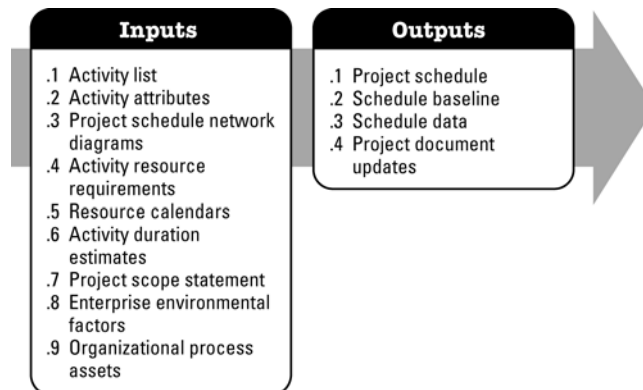 Inputs
.1 Activity list
.2 Activity attributes
.3 Project schedule network
diagrams
.4 Activity resource
requirements
.5 Resource calendars
.6 Activity duration
estimates
.7 Project scope statement
.8 Enterprise environmental
factors
.9 Organizational process
assets
Outputs
.1 Project schedule
.2 Schedule baseline
.3 Schedule data
.4 Project document
updates